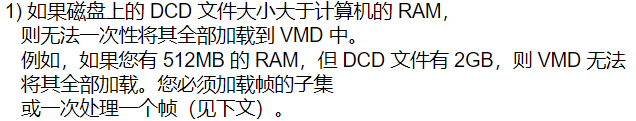 1) 如果磁盘上的 DCD 文件大小大于计算机的 RAM，
则无法一次性将其全部加载到 VMD 中。
例如，如果您有 512MB 的 RAM，但 DCD 文件有 2GB，则 VMD 无法
将其全部加载。您必须加载帧的子集
或一次处理一个帧（见下文）。